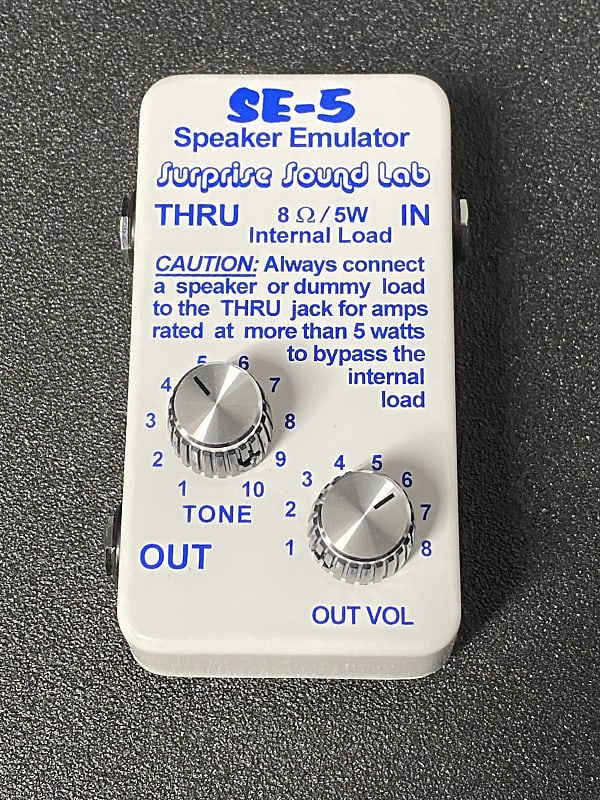 SE-5
Speaker Emulator
Surprise Sound Lab
THRU 8 Ω / 5W IN
Internal Load
CAUTION: Always connect
a speaker or dummy load
to the THRU jack for amps
rated at more than 5 watts
to bypass the
internal
load
1 2 3 4 5 6 7 8 9 10
TONE
1 2 3 4 5 6 7 8
OUT
OUT VOL